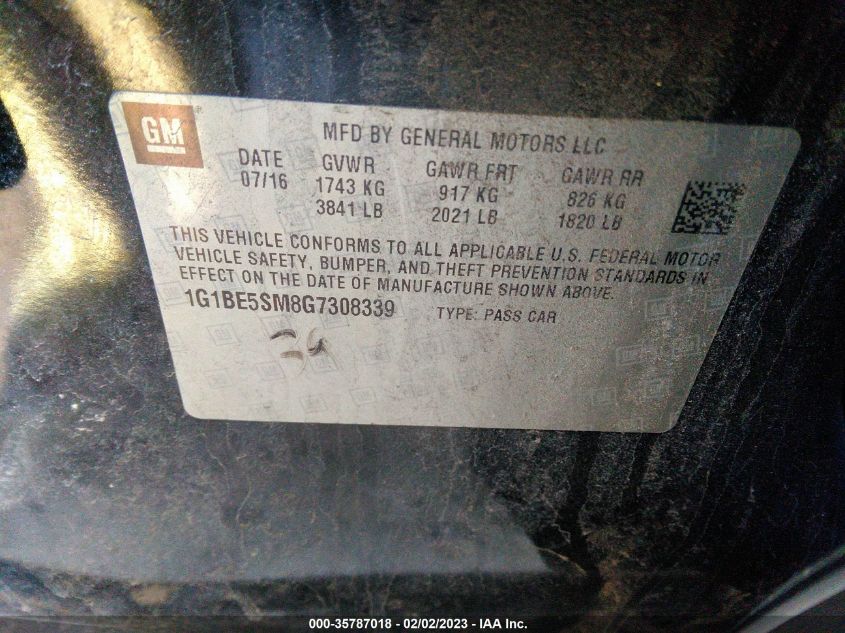 GM
MFD BY GENERAL MOTORS LLC
DATE GVWR GAWR FRT GAWR RR
07/16 1743 KG 917 KG 826 KG
3841 LB 2021 LB 1820 LB
THIS VEHICLE CONFORMS TO ALL APPLICABLE U.S. FEDERAL MOTOR
VEHICLE SAFETY, BUMPER, AND THEFT PREVENTION STANDARDS IN
EFFECT ON THE DATE OF MANUFACTURE SHOWN ABOVE.
1G1BE5SM8G7308339 TYPE: PASS CAR
000-35787018 - 02/02/2023 - IAA Inc.